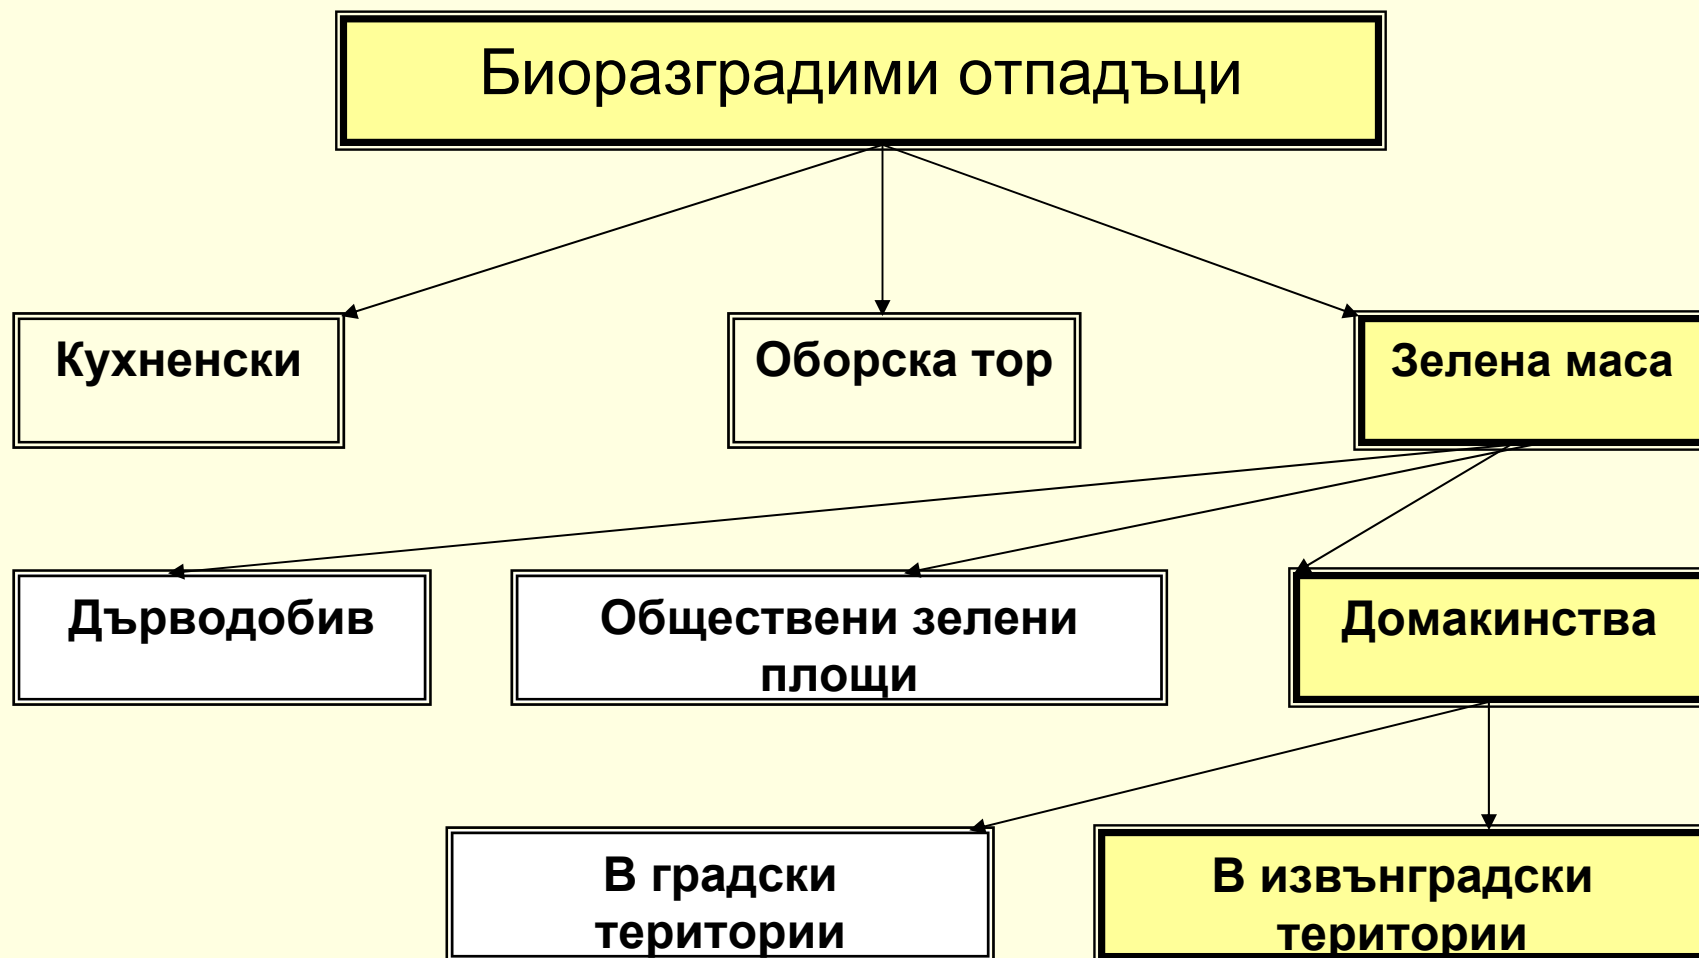 Биоразградими отпадъци
Кухненски
Оборска тор
Зелена маса
Дърводобив
Обществени зелени
площи
Домакинства
В градски
територии
В извънградски
територии